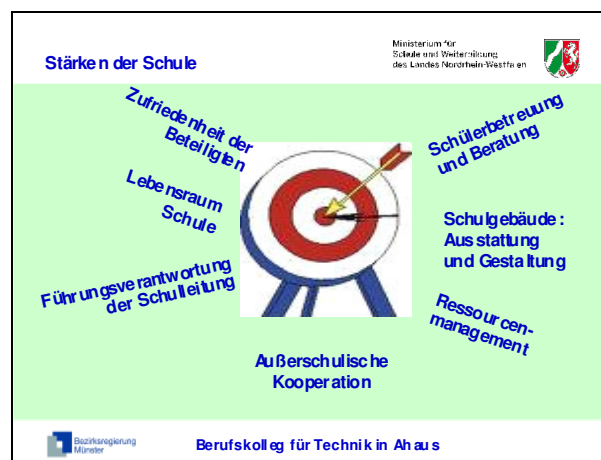 Stärken der Schule
Ministerium für
Schule und Weiterbildung
des Landes Nordrhein-Westfalen
Zufriedenheit der
Beteiligten
Schülerbetreuung
und Beratung
Lebensraum
Schule
Schulgebäude:
Ausstattung
und Gestaltung
Führungsverantwortung
der Schulleitung
Ressourcen-
management
Außerschulische
Kooperation
Bezirksregierung
Münster
Berufskolleg für Technik in Ahaus